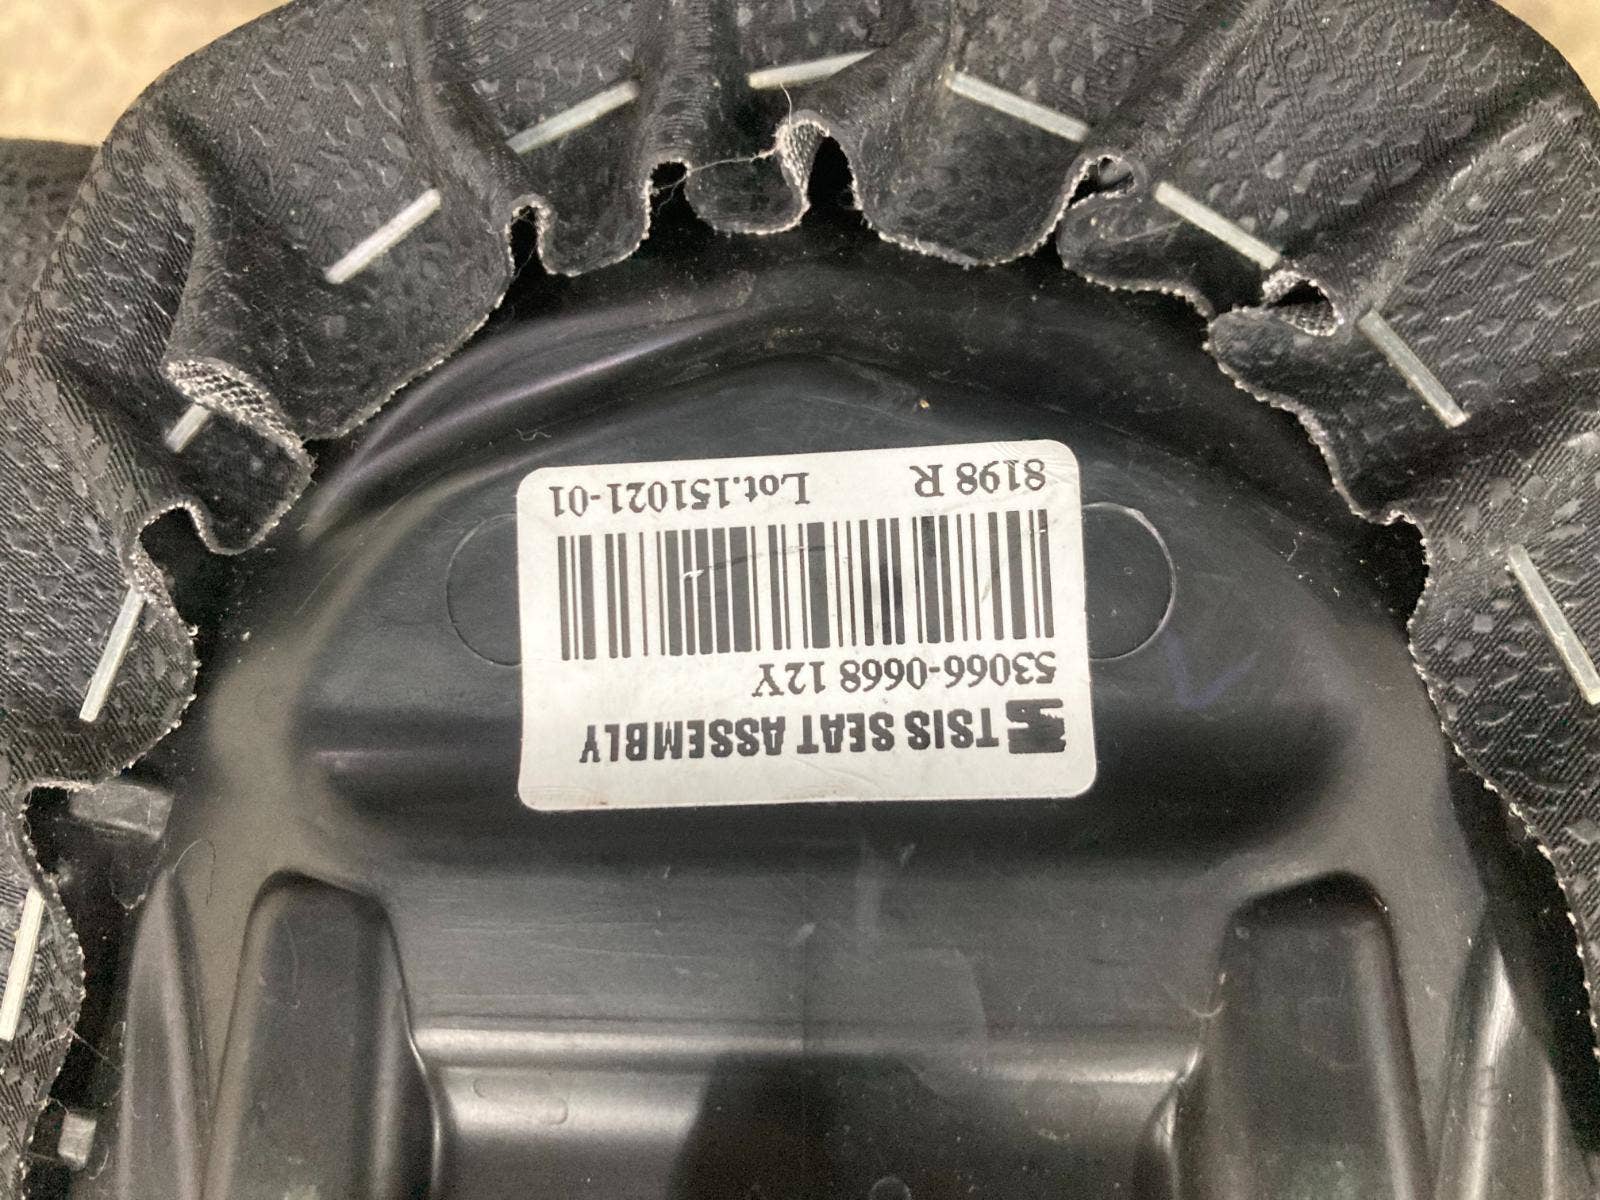 TSIS SEAT ASSEMBLY
53066-0668 12Y
8198 R Lot.151021-01